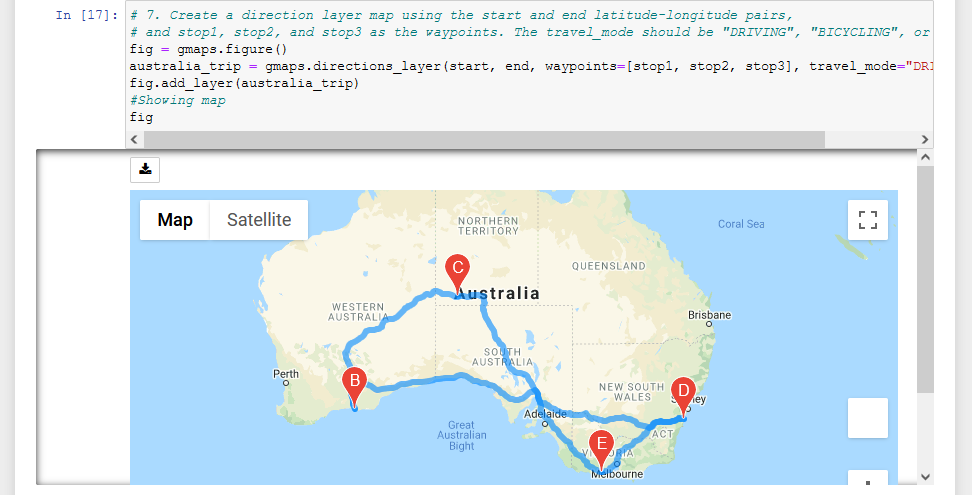 In [17]:
# 7. Create a direction layer map using the start and end latitude-longitude pairs,
# and stop1, stop2, and stop3 as the waypoints. The travel_mode should be "DRIVING", "BICYCLING", or
fig = gmaps.figure()
australia_trip = gmaps.directions_layer(start, end, waypoints=[stop1, stop2, stop3], travel_mode="DRI
fig.add_layer(australia_trip)
#Showing map
fig
Map Satellite
NORTHERN
TERRITORY
Coral Sea
C
QUEENSLAND
Australia
WESTERN
AUSTRALIA
Brisbane
SOUTH
AUSTRALIA
Perth
B
NEW SOUTH
WALES
D
Adelaide
Great
Australian
Bight
ACT
E
Melbourne